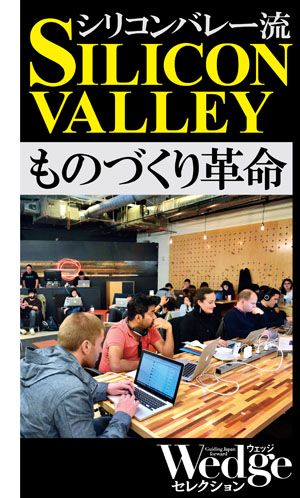 シリコンバレー流
SILICON
VALLEY
ものづくり革命
Guiding Japan
Forward
ウェッジ
Wedge
セレクション